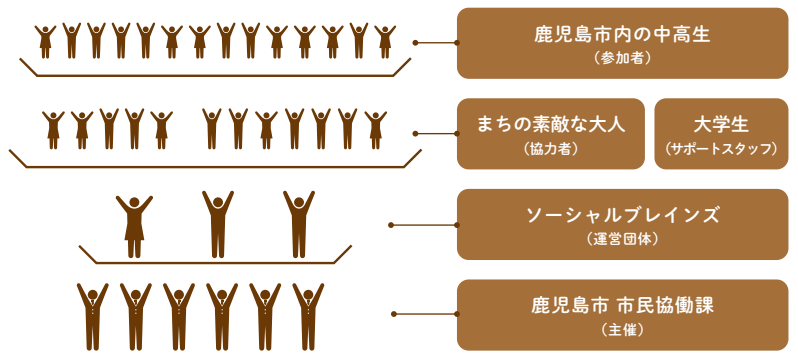 鹿児島市内の中高生
（参加者）
まちの素敵な大人
（協力者）
大学生
（サポートスタッフ）
ソーシャルブレインズ
（運営団体）
鹿児島市 市民協働課
（主催）